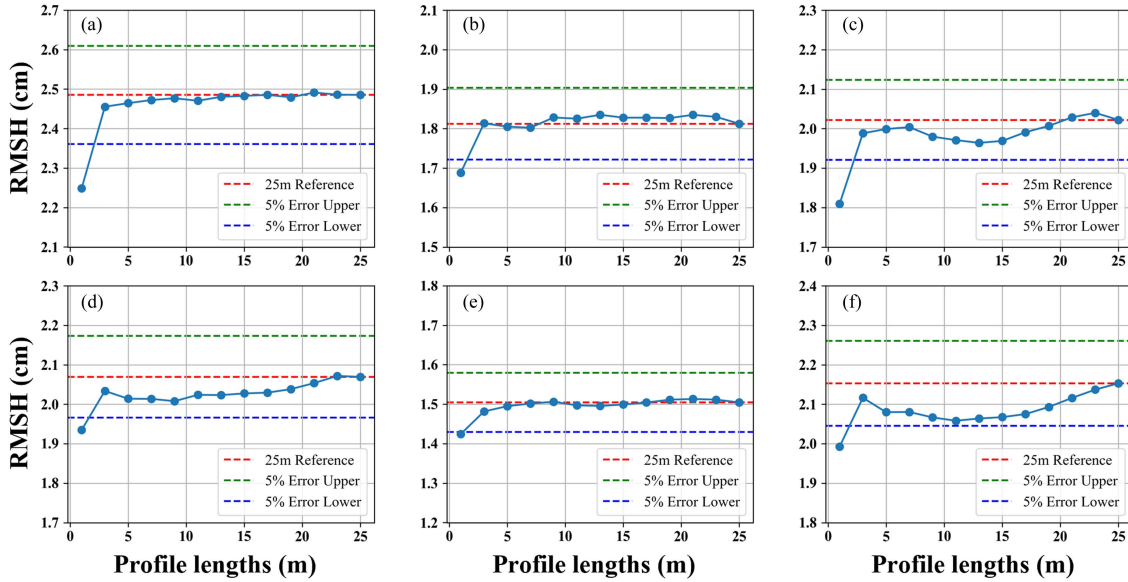 (a)
RMSH (cm)
2.7
2.6
2.5
2.4
2.3
2.2
2.1
0 5 10 15 20 25
25m Reference
5% Error Upper
5% Error Lower
(b)
2.1
2.0
1.9
1.8
1.7
1.6
1.5
0 5 10 15 20 25
25m Reference
5% Error Upper
5% Error Lower
(c)
2.3
2.2
2.1
2.0
1.9
1.8
1.7
0 5 10 15 20 25
25m Reference
5% Error Upper
5% Error Lower
(d)
RMSH (cm)
2.3
2.2
2.1
2.0
1.9
1.8
1.7
0 5 10 15 20 25
25m Reference
5% Error Upper
5% Error Lower
Profile lengths (m)
(e)
1.8
1.7
1.6
1.5
1.4
1.3
1.2
0 5 10 15 20 25
25m Reference
5% Error Upper
5% Error Lower
Profile lengths (m)
(f)
2.4
2.3
2.2
2.1
2.0
1.9
1.8
0 5 10 15 20 25
25m Reference
5% Error Upper
5% Error Lower
Profile lengths (m)